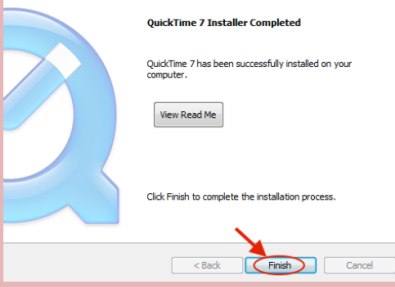 QuickTime 7 Installer Completed
QuickTime 7 has been successfully installed on your
computer.
View Read Me
Click Finish to complete the installation process.
< Back Finish Cancel